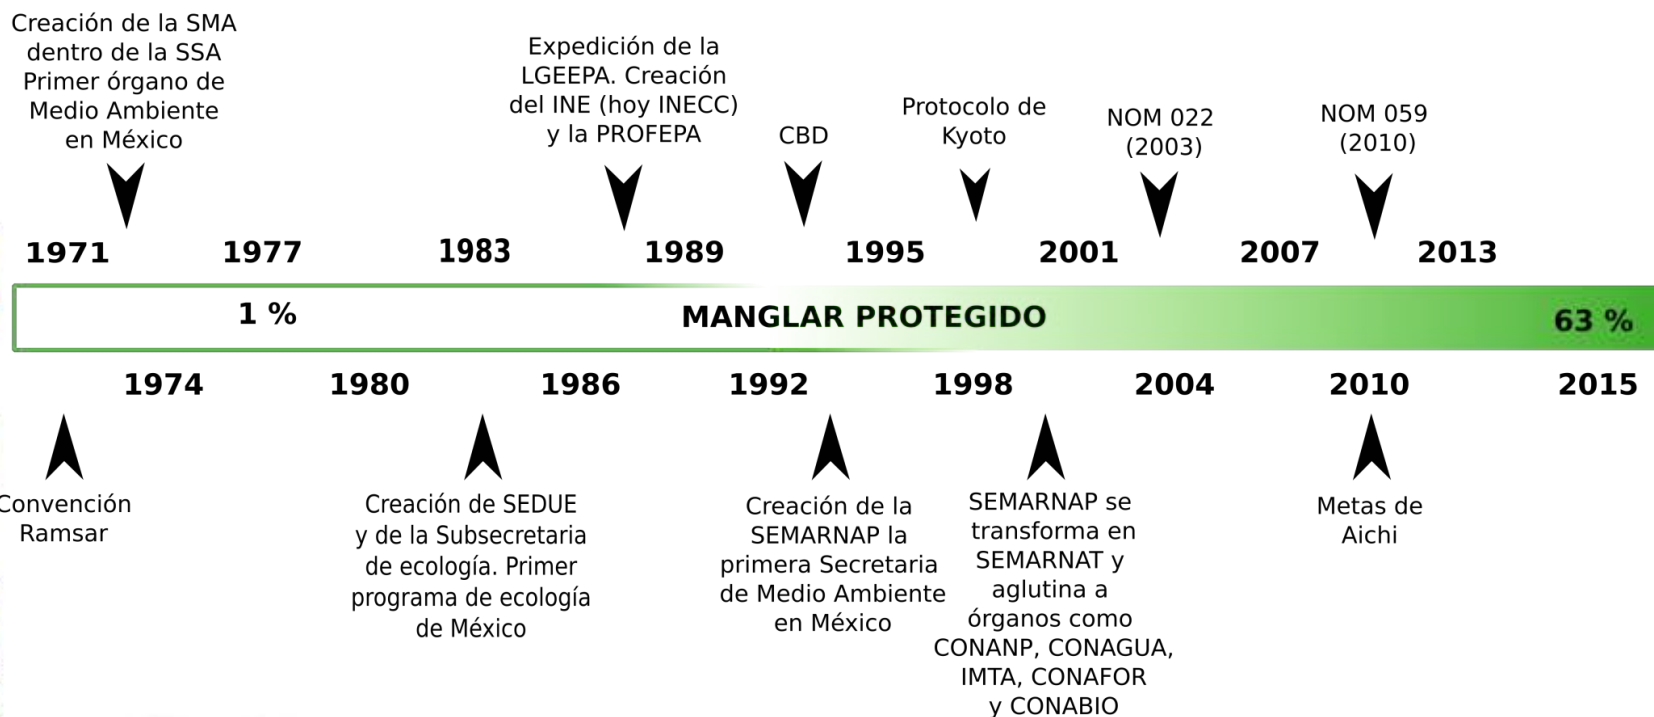 Creación de la SMA
dentro de la SSA
Primer órgano de
Medio Ambiente
en México
Expedición de la
LGEEPA. Creación
del INE (hoy INECC)
y la PROFEPA
CBD
Protocolo de
Kyoto
NOM 022
(2003)
NOM 059
(2010)
1971 1977 1983 1989 1995 2001 2007 2013
1 % MANGLAR PROTEGIDO 63 %
1974 1980 1986 1992 1998 2004 2010 2015
Convención
Ramsar
Creación de SEDUE
y de la Subsecretaria
de ecología. Primer
programa de ecología
de México
Creación de la
SEMARNAP la
primera Secretaria
de Medio Ambiente
en México
SEMARNAP se
transforma en
SEMARNAT y
aglutina a
órganos como
CONANP, CONAGUA,
IMTA, CONAFOR
y CONABIO
Metas de
Aichi